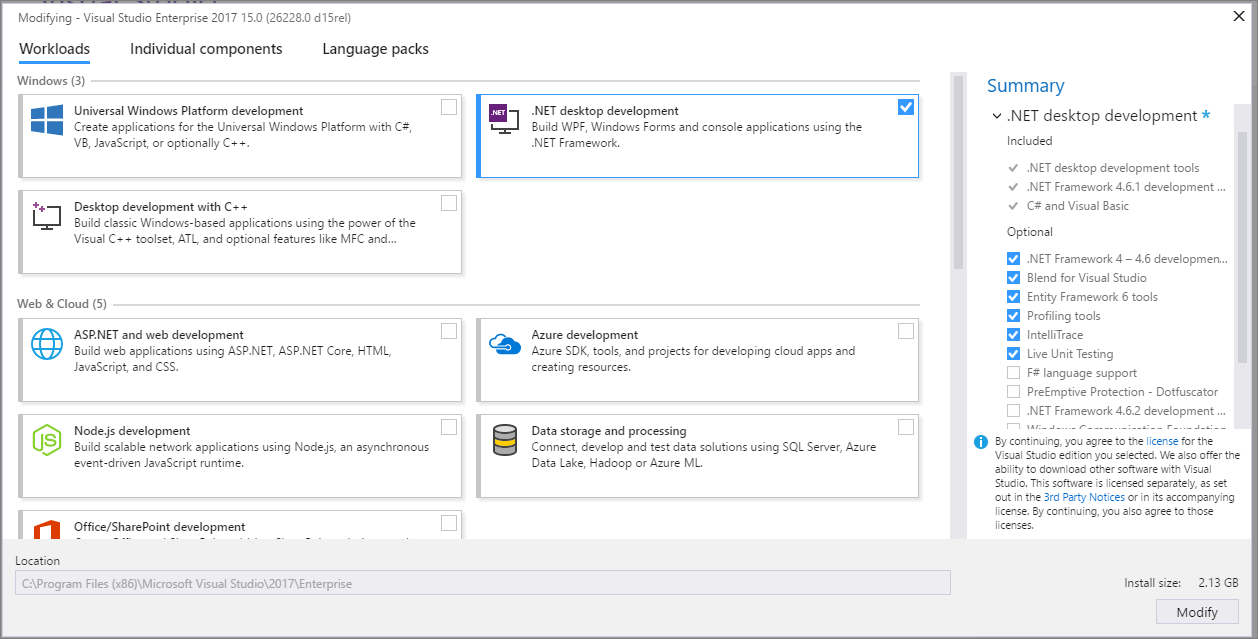 Modifying - Visual Studio Enterprise 2017 15.0 (26228.0 d15rel)
Workloads
Individual components
Language packs
Windows (3)
Universal Windows Platform development
Create applications for the Universal Windows Platform with C#,
VB, JavaScript, or optionally C++.
.NET
.NET desktop development
Build WPF, Windows Forms and console applications using the
.NET Framework.
Desktop development with C++
Build classic Windows-based applications using the power of the
Visual C++ toolset, ATL, and optional features like MFC and...
Web & Cloud (5)
ASP.NET and web development
Build web applications using ASP.NET, ASP.NET Core, HTML,
JavaScript, and CSS.
Azure development
Azure SDK, tools, and projects for developing cloud apps and
creating resources.
JS
Node.js development
Build scalable network applications using Node.js, an asynchronous
event-driven JavaScript runtime.
Data storage and processing
Connect, develop and test data solutions using SQL Server, Azure
Data Lake, Hadoop or Azure ML.
Office/SharePoint development
Summary
.NET desktop development *
Included
.NET desktop development tools
.NET Framework 4.6.1 development ...
C# and Visual Basic
Optional
.NET Framework 4 – 4.6 developmen...
Blend for Visual Studio
Entity Framework 6 tools
Profiling tools
IntelliTrace
Live Unit Testing
F# language support
PreEmptive Protection - Dotfuscator
.NET Framework 4.6.2 development ...
Windows Communication Foundation
By continuing, you agree to the license for the
Visual Studio edition you selected. We also offer the
ability to download other software with Visual
Studio. This software is licensed separately, as set
out in the 3rd Party Notices or in its accompanying
license. By continuing, you also agree to those
licenses.
Location
C:\Program Files (x86)\Microsoft Visual Studio\2017\Enterprise
Install size: 2.13 GB
Modify